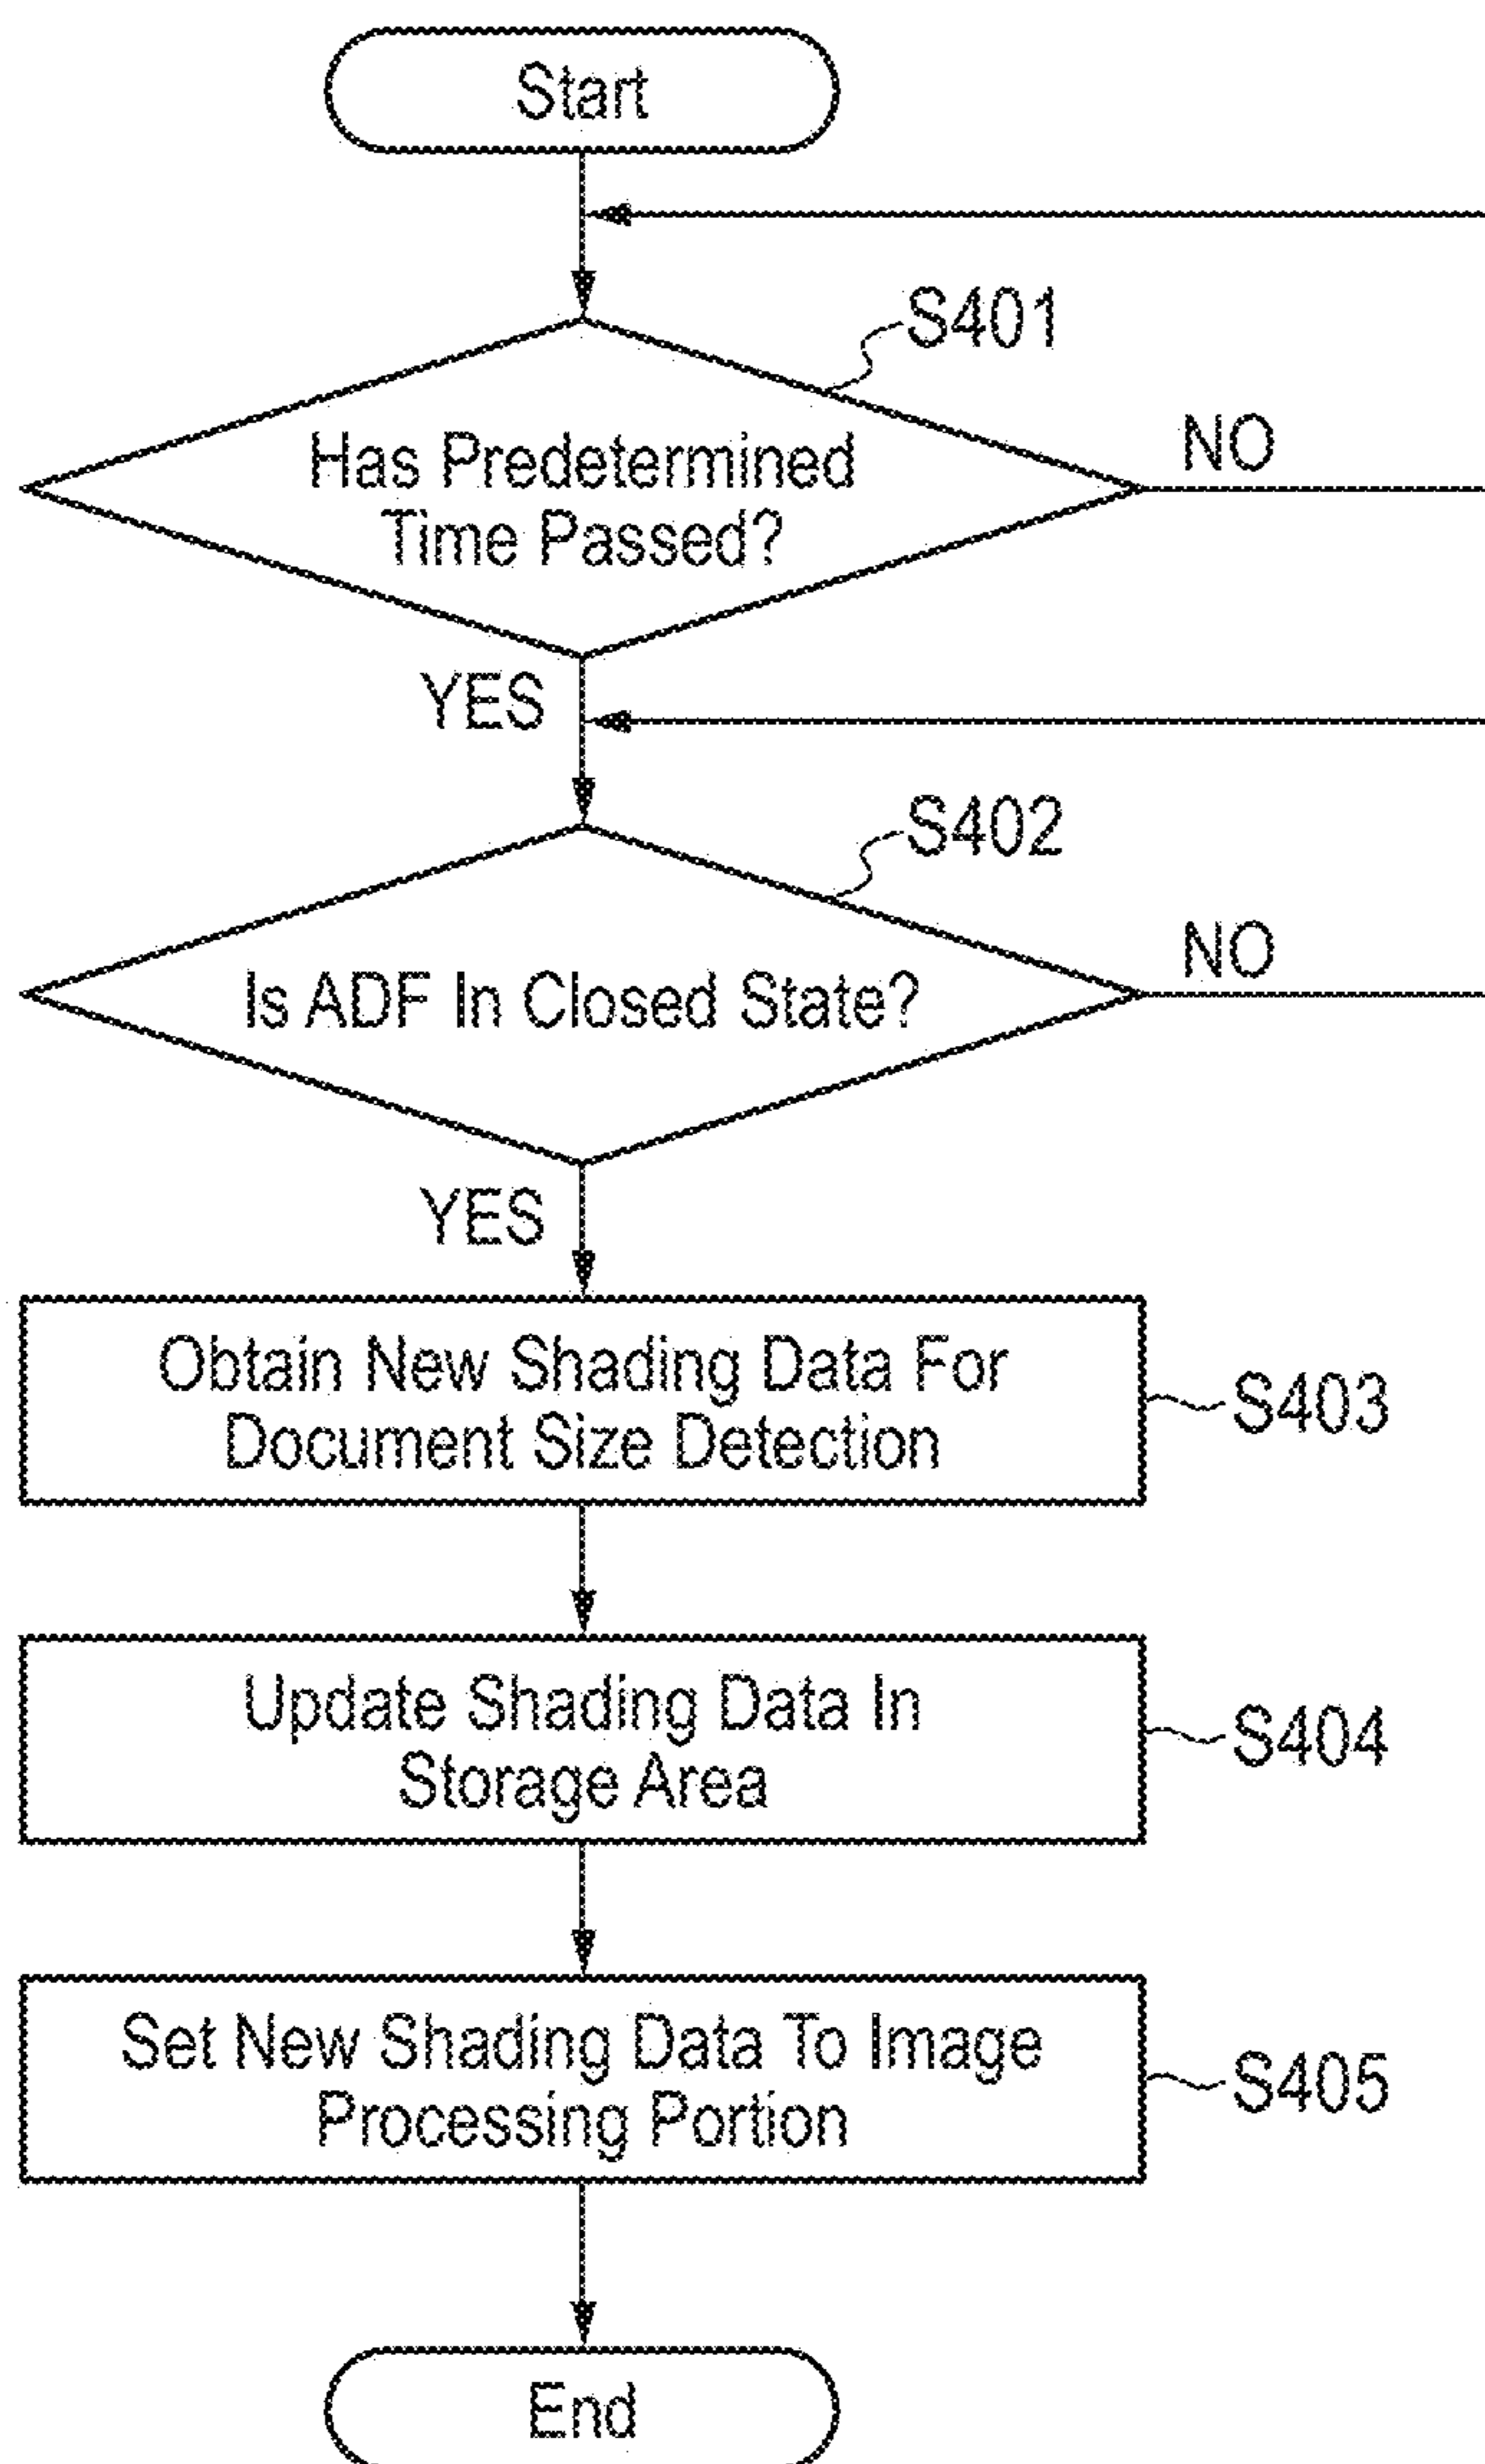 Start
S401
Has Predetermined
Time Passed?
NO
YES
S402
Is ADF In Closed State?
NO
YES
Obtain New Shading Data For
Document Size Detection
S403
Update Shading Data In
Storage Area
S404
Set New Shading Data To Image
Processing Portion
S405
End